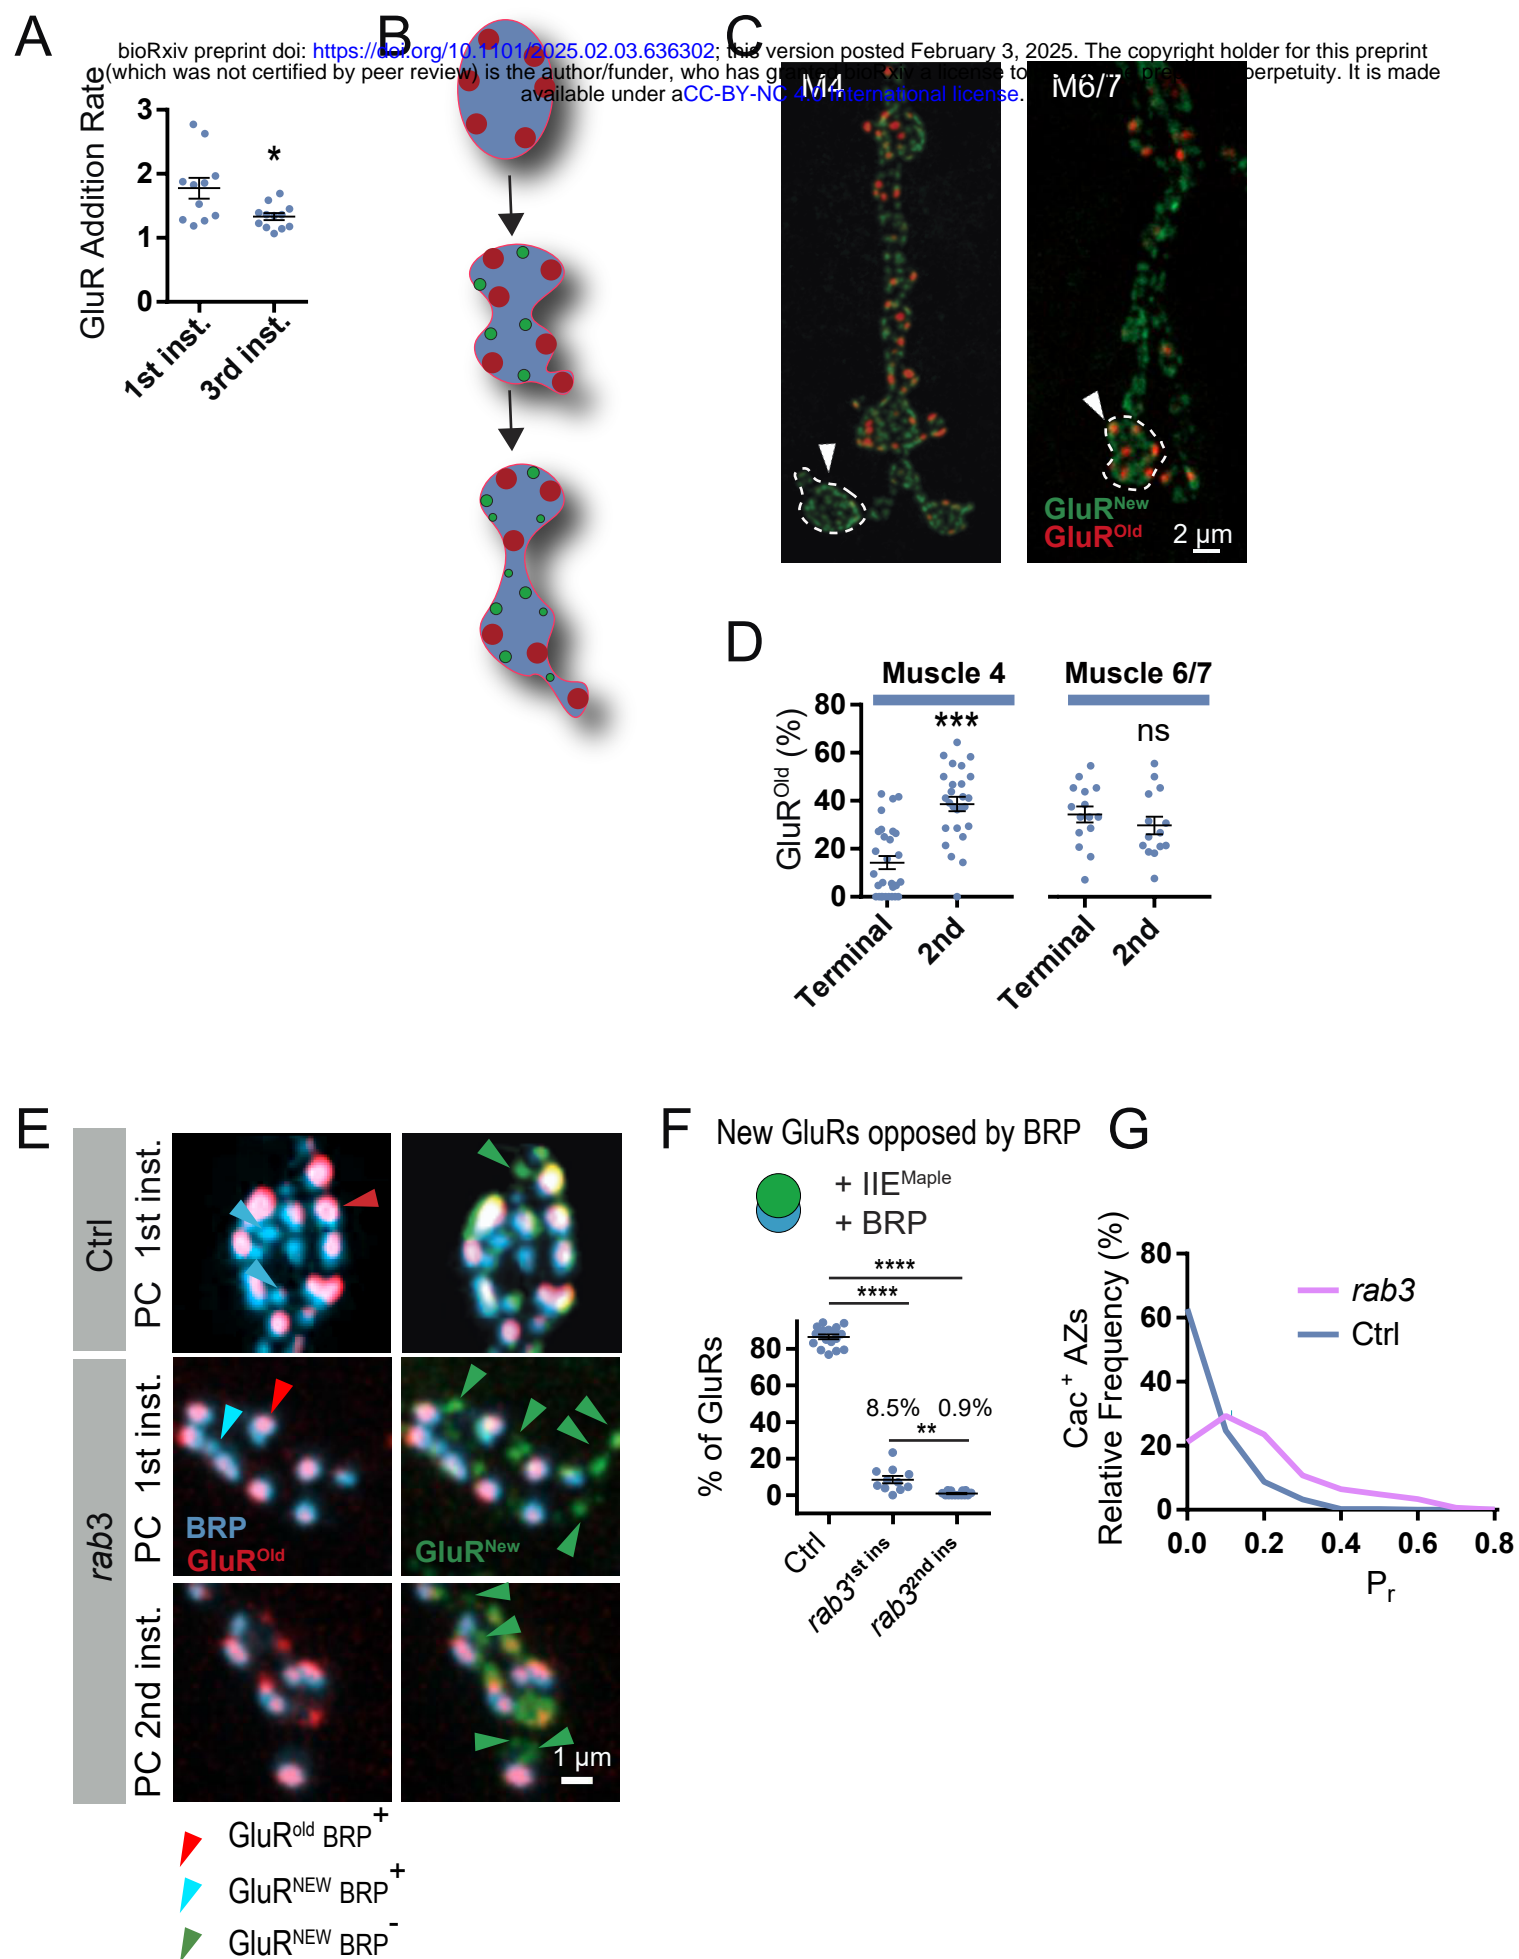 A
B
C
bioRxiv preprint doi: https://doi.org/10.1101/2025.02.03.636302; this version posted February 3, 2025. The copyright holder for this preprint
(which was not certified by peer review) is the author/funder, who has granted bioRxiv a license to perpetuity. It is made
available under aCC-BY-NC 4.0 International license.
GluR Addition Rate
3
2
1
0
*
1st inst.
3rd inst.
M4
M6/7
GluRNew
GluROld
2 µm
D
Muscle 4
Muscle 6/7
GluROld (%)
80
60
40
20
0
***
ns
Terminal
2nd
Terminal
2nd
E
Ctrl
PC 1st inst.
rab3
PC 1st inst.
PC 2nd inst.
BRP
GluROld
GluRNew
1 µm
GluRold BRP+
GluRNEW BRP+
GluRNEW BRP-
F
New GluRs opposed by BRP
+ IIEMaple
+ BRP
****
****
% of GluRs
80
60
40
20
0
8.5% 0.9%
**
Ctrl
rab31st ins
rab32nd ins
G
Cac+ AZs
Relative Frequency (%)
80
60
40
20
0
rab3
Ctrl
0.0 0.2 0.4 0.6 0.8
Pr